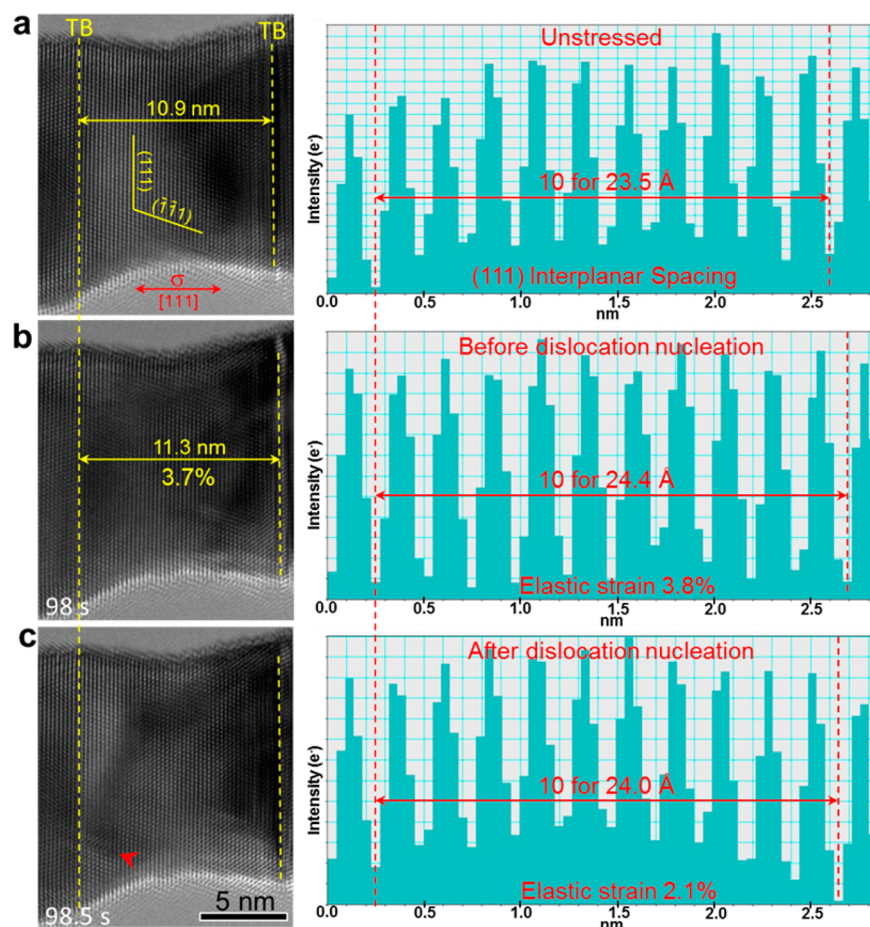 a
TB TB
10.9 nm
(111)
(1̄1̄1)
σ
[111]
Unstressed
10 for 23.5 Å
(111) Interplanar Spacing
Intensity (e⁻)
0.0 0.5 1.0 1.5 2.0 2.5
nm
b
11.3 nm
3.7%
98 s
Before dislocation nucleation
10 for 24.4 Å
Elastic strain 3.8%
Intensity (e⁻)
0.0 0.5 1.0 1.5 2.0 2.5
nm
c
5 nm
98.5 s
After dislocation nucleation
10 for 24.0 Å
Elastic strain 2.1%
Intensity (e⁻)
0.0 0.5 1.0 1.5 2.0 2.5
nm